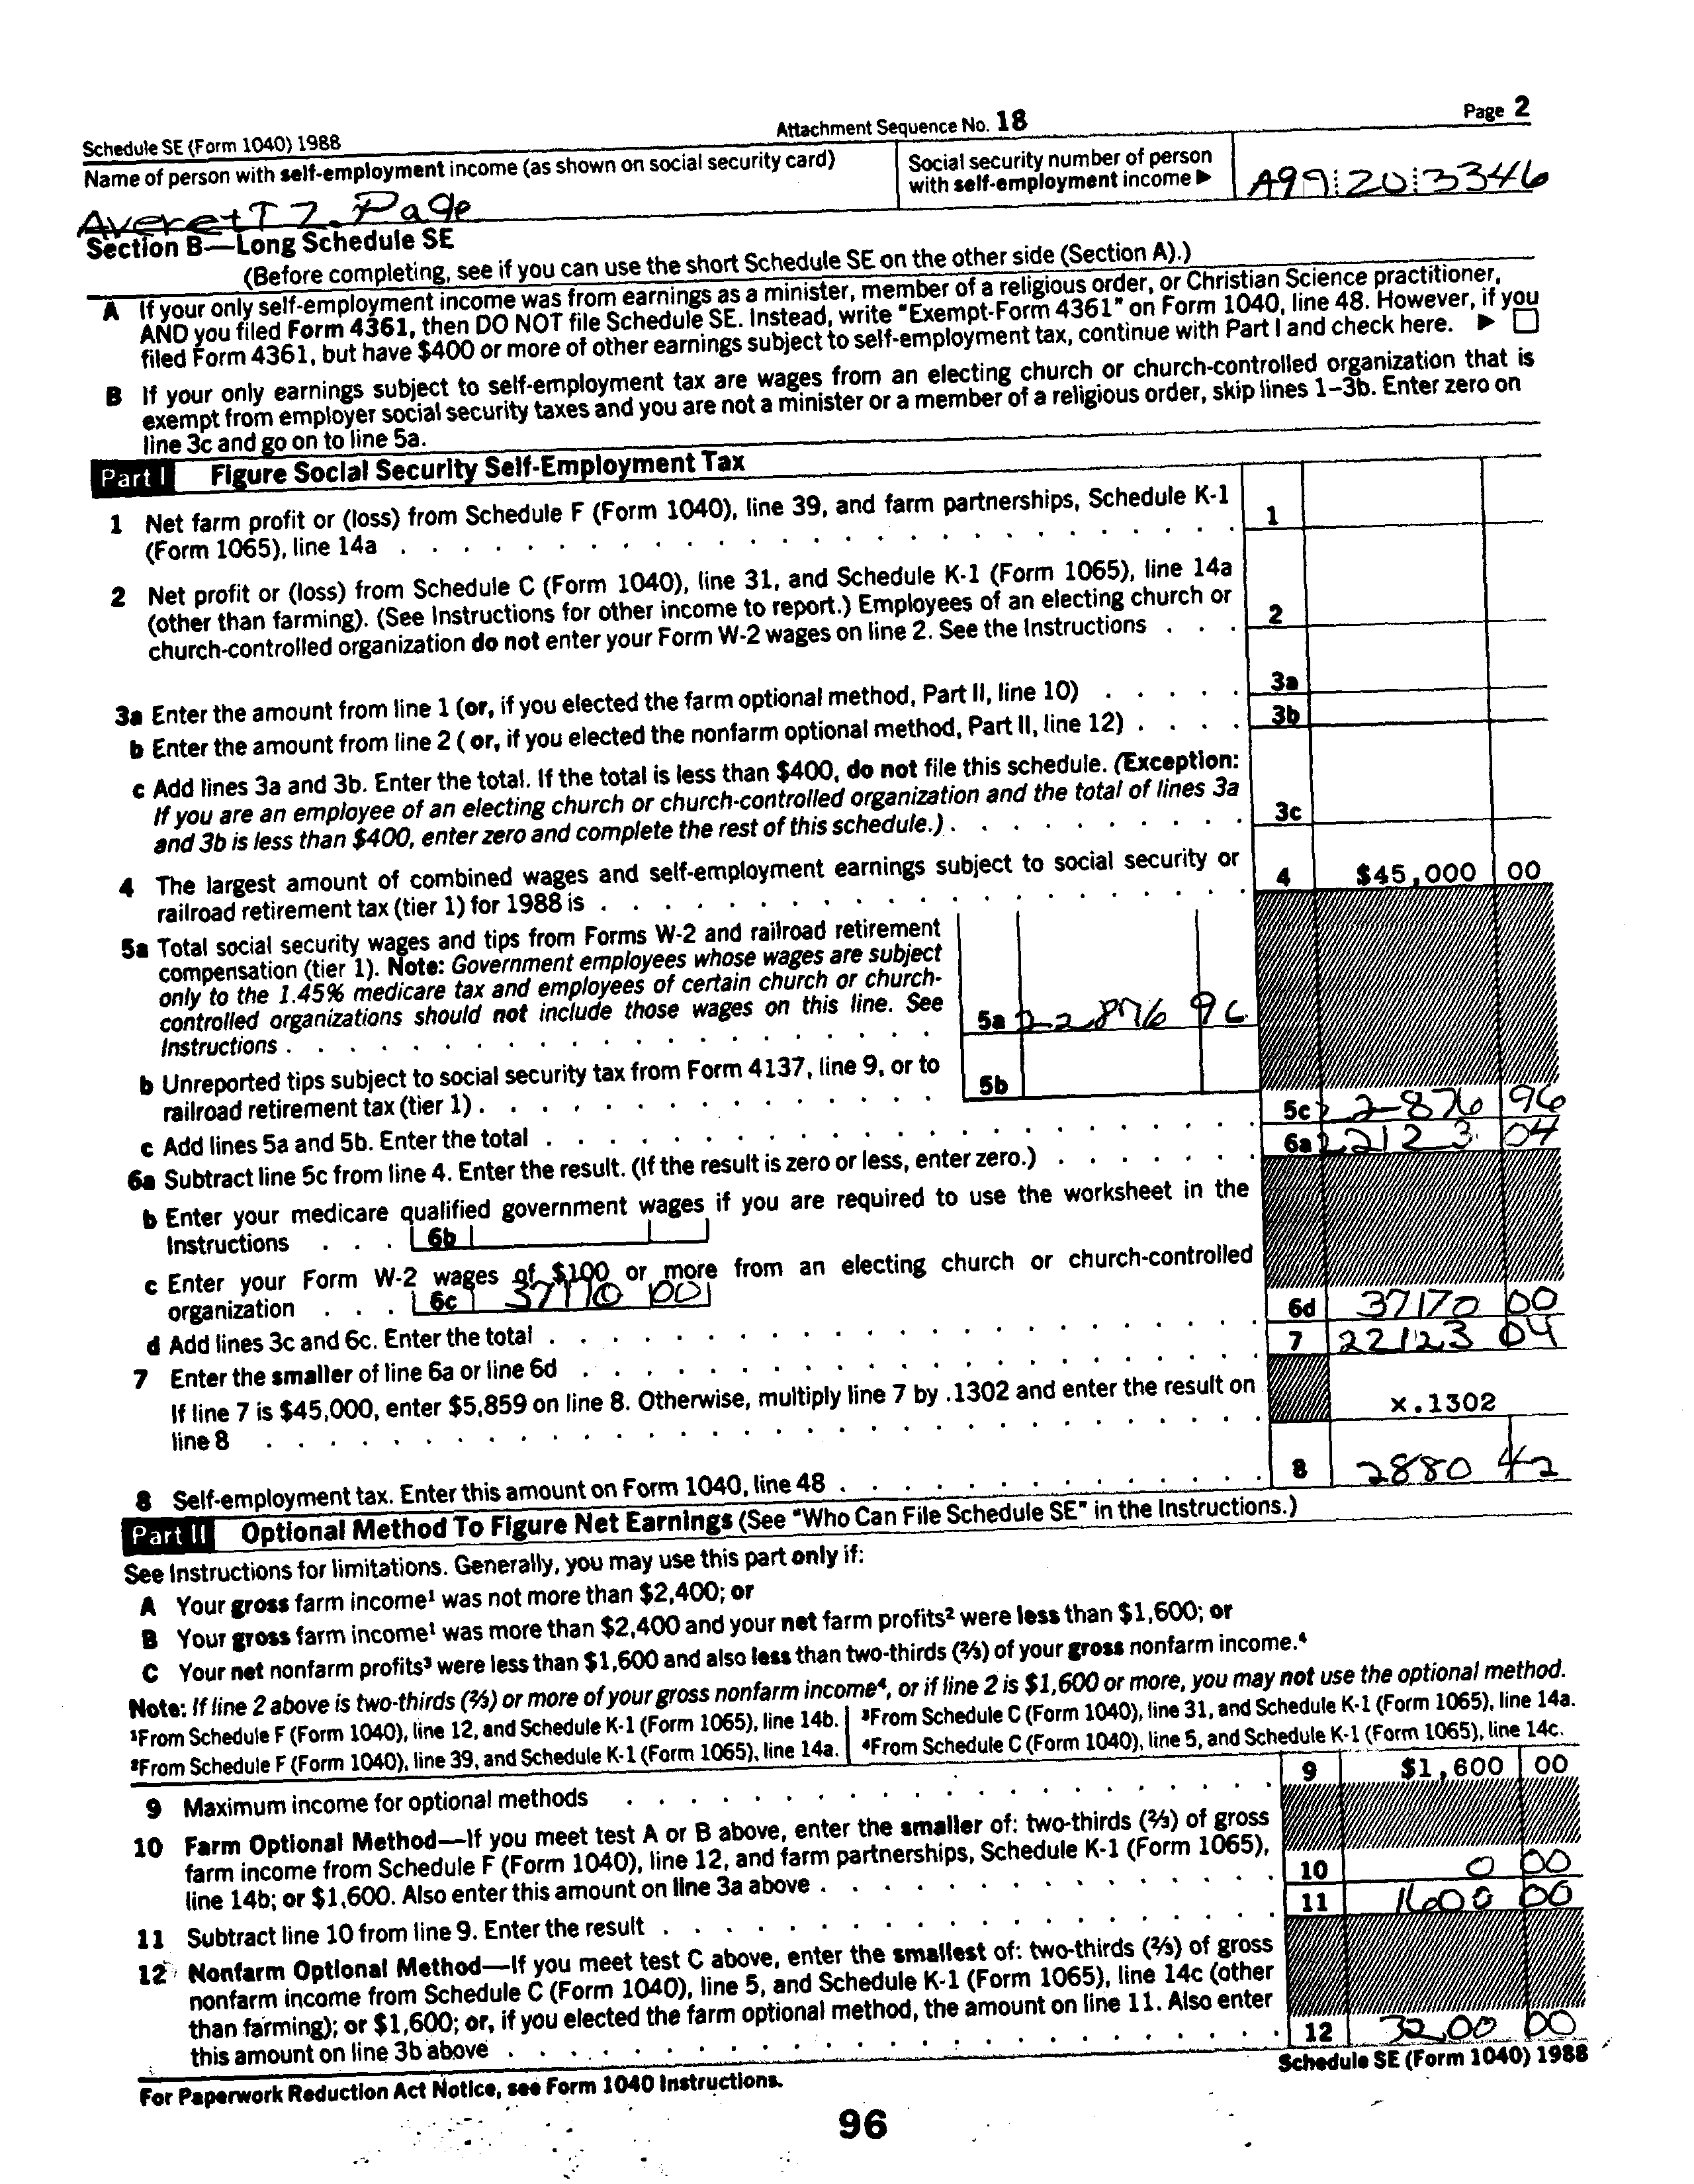 Schedule SE (Form 1040) 1988 Attachment Sequence No. 18 Page 2
Name of person with self-employment income (as shown on social security card)
Averett Z. Page
Social security number of person
with self-employment income ▶ A99 20 3346
Section B—Long Schedule SE
(Before completing, see if you can use the short Schedule SE on the other side (Section A).)
A If your only self-employment income was from earnings as a minister, member of a religious order, or Christian Science practitioner,
AND you filed Form 4361, then DO NOT file Schedule SE. Instead, write "Exempt-Form 4361" on Form 1040, line 48. However, if you
filed Form 4361, but have $400 or more of other earnings subject to self-employment tax, continue with Part I and check here. ▶ ☐
B If your only earnings subject to self-employment tax are wages from an electing church or church-controlled organization that is
exempt from employer social security taxes and you are not a minister or a member of a religious order, skip lines 1–3b. Enter zero on
line 3c and go on to line 5a.
Part I Figure Social Security Self-Employment Tax
1 Net farm profit or (loss) from Schedule F (Form 1040), line 39, and farm partnerships, Schedule K-1
(Form 1065), line 14a . . . 1
2 Net profit or (loss) from Schedule C (Form 1040), line 31, and Schedule K-1 (Form 1065), line 14a
(other than farming). (See Instructions for other income to report.) Employees of an electing church or
church-controlled organization do not enter your Form W-2 wages on line 2. See the Instructions . . . 2
3a Enter the amount from line 1 (or, if you elected the farm optional method, Part II, line 10) . . . 3a
b Enter the amount from line 2 ( or, if you elected the nonfarm optional method, Part II, line 12) . . . 3b
c Add lines 3a and 3b. Enter the total. If the total is less than $400, do not file this schedule. (Exception:
If you are an employee of an electing church or church-controlled organization and the total of lines 3a
and 3b is less than $400, enter zero and complete the rest of this schedule.) . . . 3c
4 The largest amount of combined wages and self-employment earnings subject to social security or
railroad retirement tax (tier 1) for 1988 is . . . 4 $45,000 00
5a Total social security wages and tips from Forms W-2 and railroad retirement
compensation (tier 1). Note: Government employees whose wages are subject
only to the 1.45% medicare tax and employees of certain church or church-
controlled organizations should not include those wages on this line. See
Instructions . . . 5a 22876 96
b Unreported tips subject to social security tax from Form 4137, line 9, or to
railroad retirement tax (tier 1) . . . 5b
c Add lines 5a and 5b. Enter the total . . . 5c 22876 96
6a Subtract line 5c from line 4. Enter the result. (If the result is zero or less, enter zero.) . . . 6a 22123 04
b Enter your medicare qualified government wages if you are required to use the worksheet in the
Instructions . . . 6b
c Enter your Form W-2 wages of $100 or more from an electing church or church-controlled
organization . . . 6c 37170 00
d Add lines 3c and 6c. Enter the total . . . 6d 37170 00
7 Enter the smaller of line 6a or line 6d . . . 7 22123 04
If line 7 is $45,000, enter $5,859 on line 8. Otherwise, multiply line 7 by .1302 and enter the result on
line 8 . . . x.1302
8 Self-employment tax. Enter this amount on Form 1040, line 48 . . . 8 2880 42
Part II Optional Method To Figure Net Earnings (See "Who Can File Schedule SE" in the Instructions.)
See Instructions for limitations. Generally, you may use this part only if:
A Your gross farm income¹ was not more than $2,400; or
B Your gross farm income¹ was more than $2,400 and your net farm profits² were less than $1,600; or
C Your net nonfarm profits³ were less than $1,600 and also less than two-thirds (⅔) of your gross nonfarm income.⁴
Note: If line 2 above is two-thirds (⅔) or more of your gross nonfarm income⁴, or if line 2 is $1,600 or more, you may not use the optional method.
¹From Schedule F (Form 1040), line 12, and Schedule K-1 (Form 1065), line 14b. ³From Schedule C (Form 1040), line 31, and Schedule K-1 (Form 1065), line 14a.
²From Schedule F (Form 1040), line 39, and Schedule K-1 (Form 1065), line 14a. ⁴From Schedule C (Form 1040), line 5, and Schedule K-1 (Form 1065), line 14c.
9 Maximum income for optional methods . . . 9 $1,600 00
10 Farm Optional Method—If you meet test A or B above, enter the smaller of: two-thirds (⅔) of gross
farm income from Schedule F (Form 1040), line 12, and farm partnerships, Schedule K-1 (Form 1065),
line 14b; or $1,600. Also enter this amount on line 3a above . . . 10 0 00
11 Subtract line 10 from line 9. Enter the result . . . 11 1600 00
12 Nonfarm Optional Method—If you meet test C above, enter the smallest of: two-thirds (⅔) of gross
nonfarm income from Schedule C (Form 1040), line 5, and Schedule K-1 (Form 1065), line 14c (other
than farming); or $1,600; or, if you elected the farm optional method, the amount on line 11. Also enter
this amount on line 3b above . . . 12 3200 00
For Paperwork Reduction Act Notice, see Form 1040 Instructions. Schedule SE (Form 1040) 1988
96